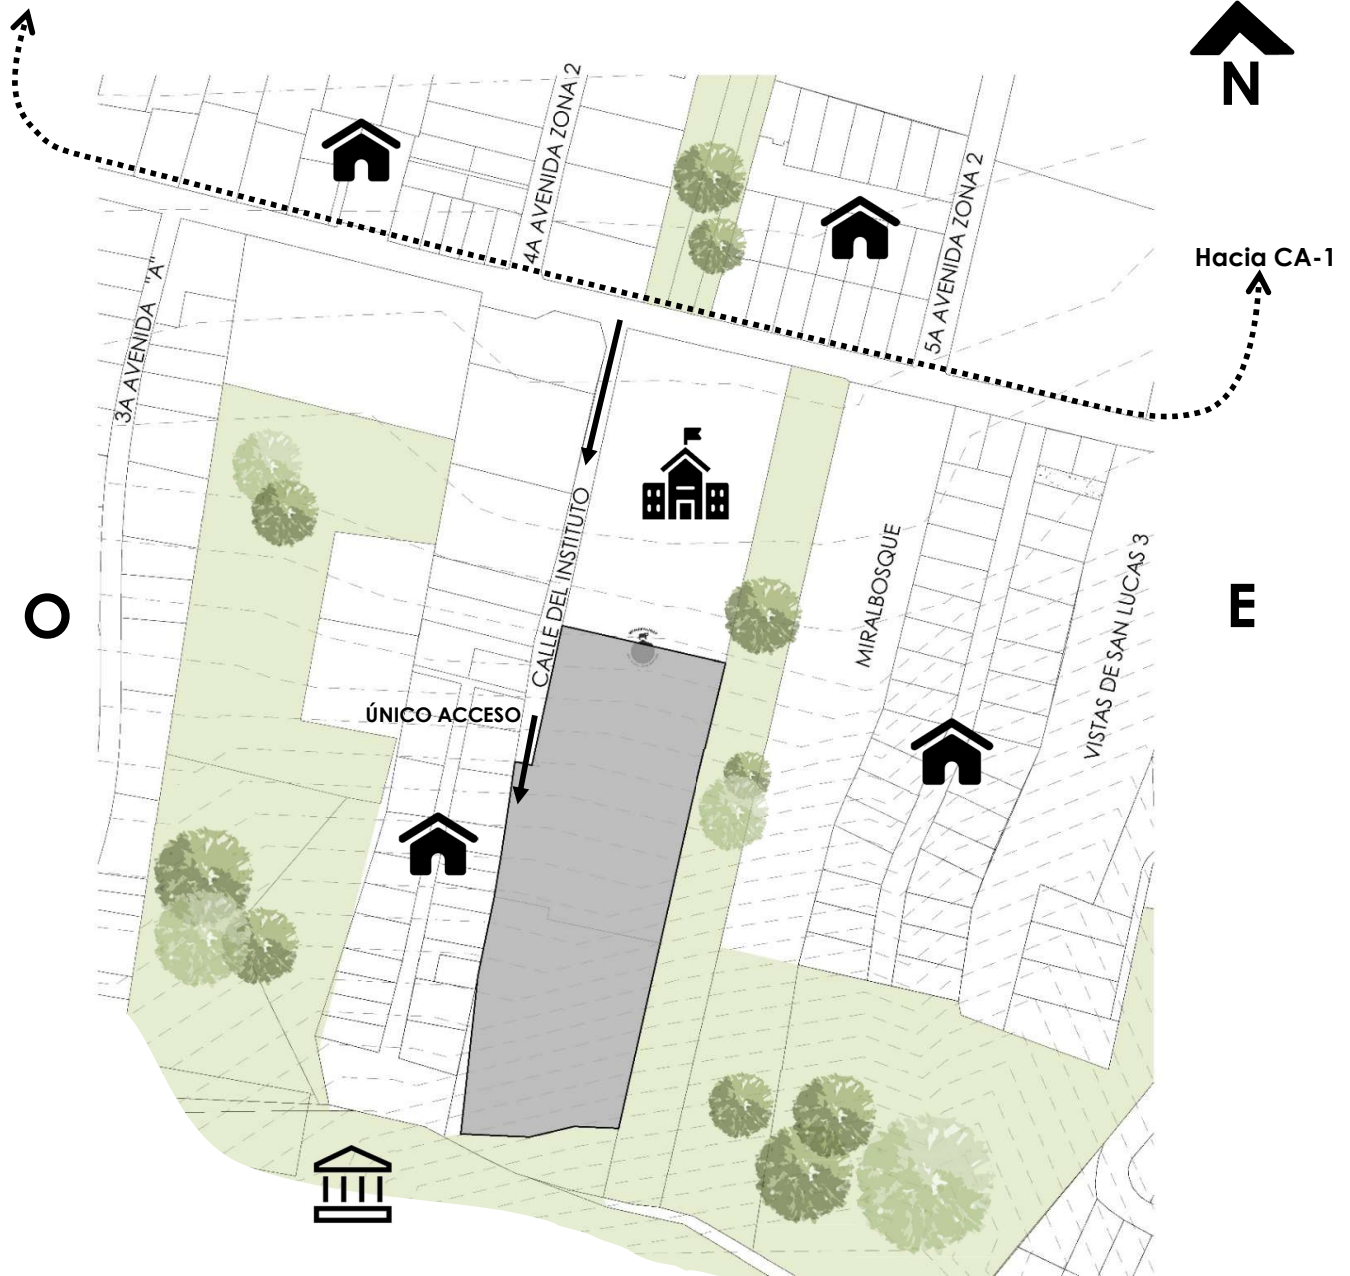 N
4A AVENIDA ZONA 2
5A AVENIDA ZONA 2
Hacia CA-1
3A AVENIDA "A"
CALLE DEL INSTITUTO
MIRALBOSQUE
VISTAS DE SAN LUCAS 3
O
E
ÚNICO ACCESO